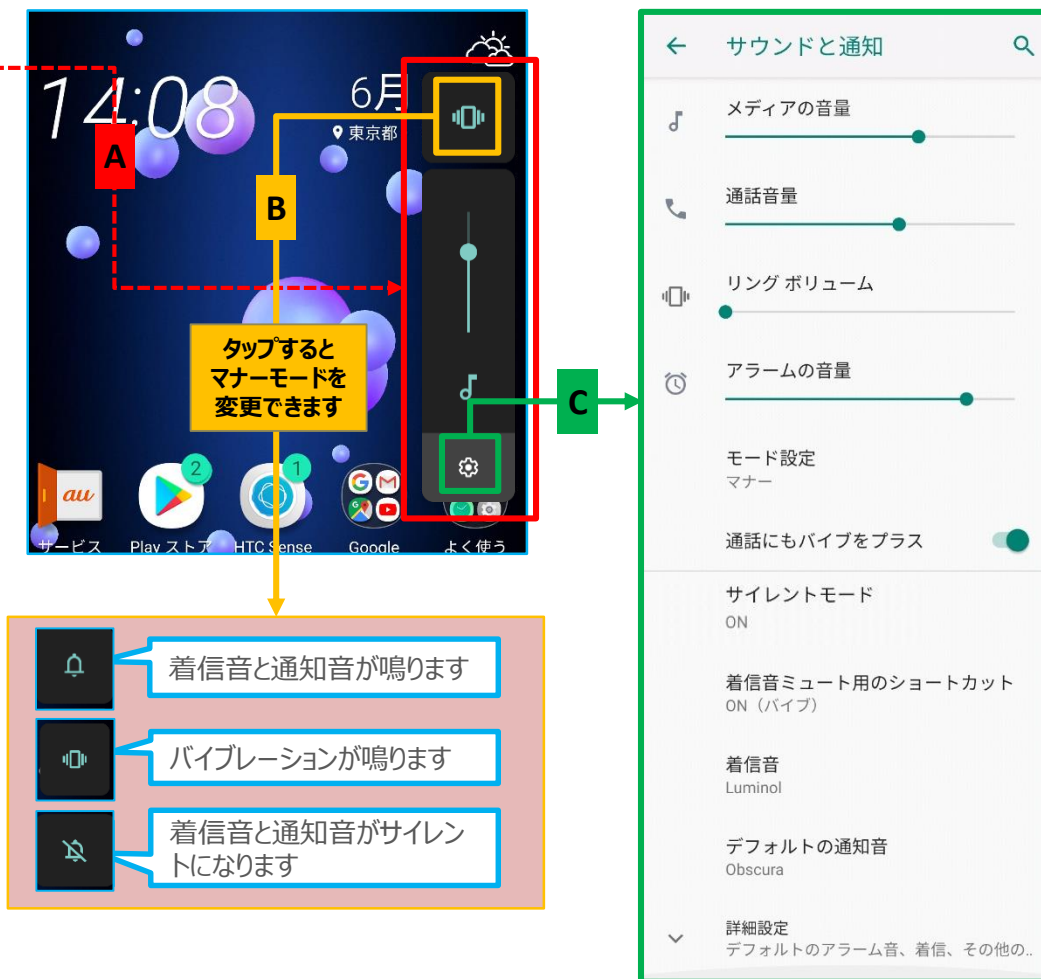 14:08
6月
東京都
A
B
タップすると
マナーモードを
変更できます
C
au
2
1
サービス
Play ストア
HTC Sense
Google
よく使う
着信音と通知音が鳴ります
バイブレーションが鳴ります
着信音と通知音がサイレン
トになります
サウンドと通知
メディアの音量
通話音量
リング ボリューム
アラームの音量
モード設定
マナー
通話にもバイブをプラス
サイレントモード
ON
着信音ミュート用のショートカット
ON（バイブ）
着信音
Luminol
デフォルトの通知音
Obscura
詳細設定
デフォルトのアラーム音、着信、その他の..